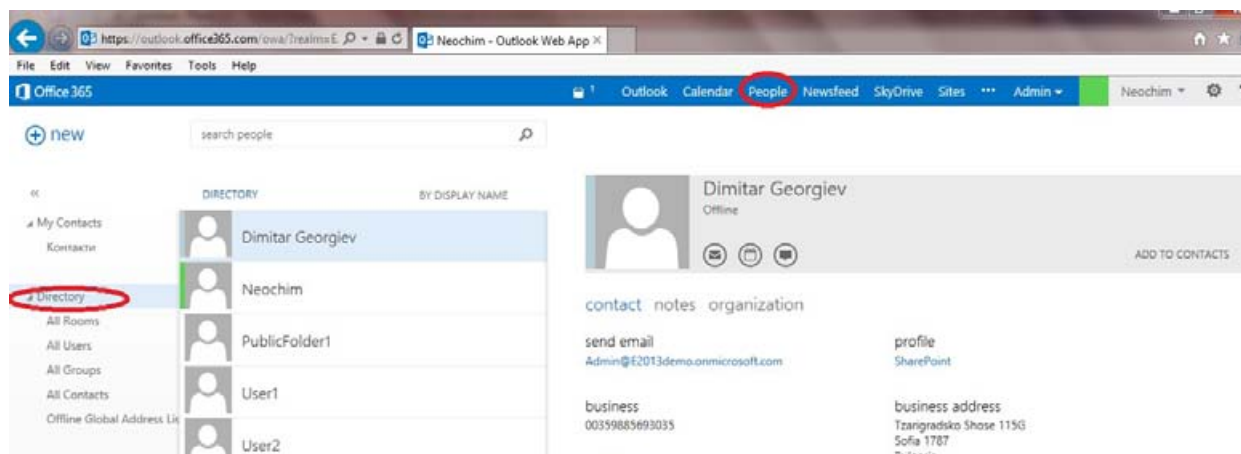 https://outlook.office365.com/owa/?realm=E
Neochim - Outlook Web App
File Edit View Favorites Tools Help
Office 365
1 Outlook Calendar People Newsfeed SkyDrive Sites ••• Admin Neochim
new
search people
DIRECTORY BY DISPLAY NAME
My Contacts
Контакти
Directory
All Rooms
All Users
All Groups
All Contacts
Offline Global Address Lis
Dimitar Georgiev
Neochim
PublicFolder1
User1
User2
Dimitar Georgiev
Offline
ADD TO CONTACTS
contact notes organization
send email
Admin@E2013demo.onmicrosoft.com
profile
SharePoint
business
00359885693035
business address
Tzarigradsko Shose 115G
Sofia 1787